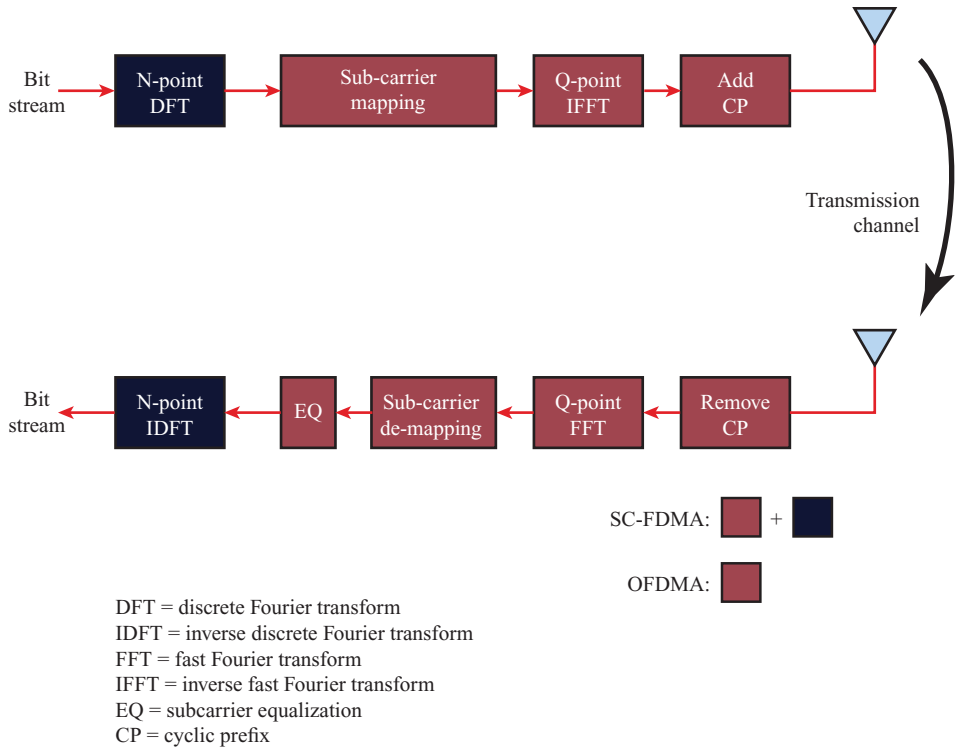 Bit
stream
N-point
DFT
Sub-carrier
mapping
Q-point
IFFT
Add
CP
Transmission
channel
Bit
stream
N-point
IDFT
EQ
Sub-carrier
de-mapping
Q-point
FFT
Remove
CP
SC-FDMA: +
OFDMA:
DFT = discrete Fourier transform
IDFT = inverse discrete Fourier transform
FFT = fast Fourier transform
IFFT = inverse fast Fourier transform
EQ = subcarrier equalization
CP = cyclic prefix